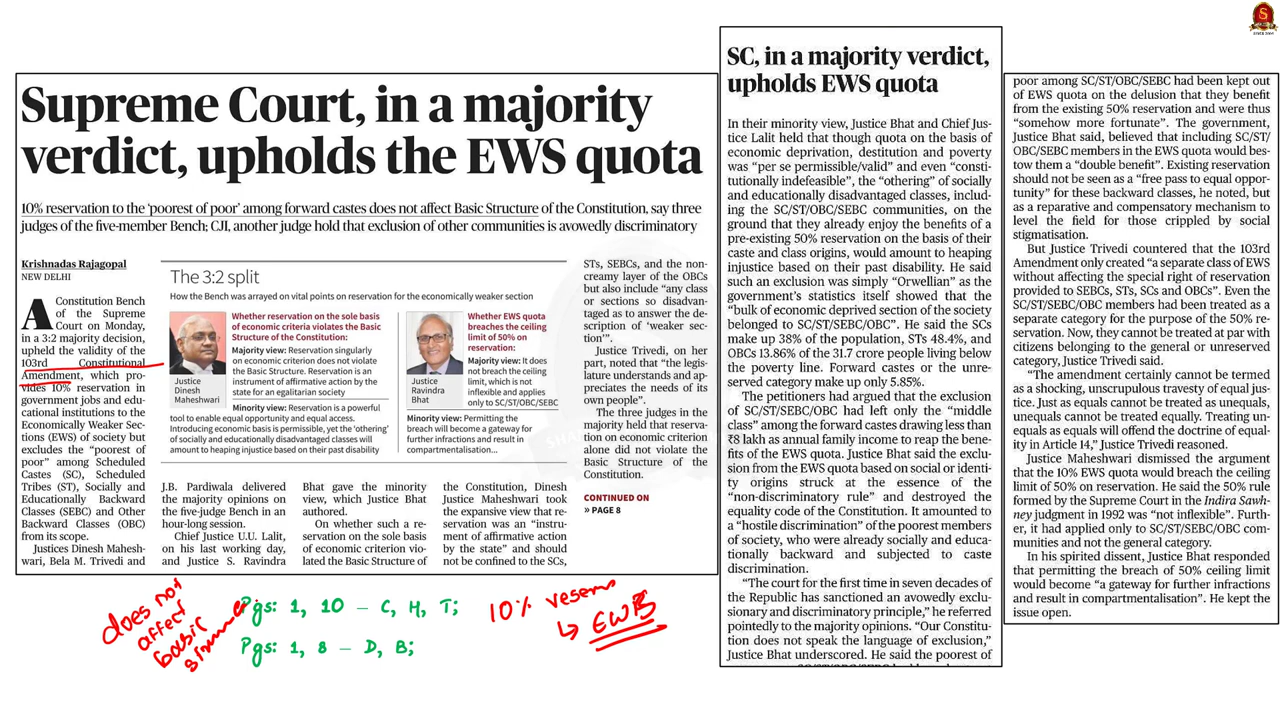 Supreme Court, in a majority
verdict, upholds the EWS quota
10% reservation to the ‘poorest of poor’ among forward castes does not affect Basic Structure of the Constitution, say three
judges of the five-member Bench; CJI, another judge hold that exclusion of other communities is avowedly discriminatory
Krishnadas Rajagopal
NEW DELHI
A Constitution Bench
of the Supreme
Court on Monday,
in a 3:2 majority decision,
upheld the validity of the
103rd Constitutional
Amendment, which pro-
vides 10% reservation in
government jobs and edu-
cational institutions to the
Economically Weaker Sec-
tions (EWS) of society but
excludes the “poorest of
poor” among Scheduled
Castes (SC), Scheduled
Tribes (ST), Socially and
Educationally Backward
Classes (SEBC) and Other
Backward Classes (OBC)
from its scope.
Justices Dinesh Mahesh-
wari, Bela M. Trivedi and
The 3:2 split
How the Bench was arrayed on vital points on reservation for the economically weaker section
Justice
Dinesh
Maheshwari
Whether reservation on the sole basis
of economic criteria violates the Basic
Structure of the Constitution:
Majority view: Reservation singularly
on economic criterion does not violate
the Basic Structure. Reservation is an
instrument of affirmative action by the
state for an egalitarian society
Minority view: Reservation is a powerful
tool to enable equal opportunity and equal access.
Introducing economic basis is permissible, yet the ‘othering’
of socially and educationally disadvantaged classes will
amount to heaping injustice based on their past disability
Justice
Ravindra
Bhat
Whether EWS quota
breaches the ceiling
limit of 50% on
reservation:
Majority view: It does
not breach the ceiling
limit, which is not
inflexible and applies
only to SC/ST/OBC/SEBC
Minority view: Permitting the
breach will become a gateway for
further infractions and result in
compartmentalisation...
J.B. Pardiwala delivered
the majority opinions on
the five-judge Bench in an
hour-long session.
Chief Justice U.U. Lalit,
on his last working day,
and Justice S. Ravindra
Bhat gave the minority
view, which Justice Bhat
authored.
On whether such a re-
servation on the sole basis
of economic criterion vio-
lated the Basic Structure of
the Constitution, Dinesh
Justice Maheshwari took
the expansive view that re-
servation was an “instru-
ment of affirmative action
by the state” and should
not be confined to the SCs,
STs, SEBCs, and the non-
creamy layer of the OBCs
but also include “any class
or sections so disadvan-
taged as to answer the de-
scription of ‘weaker sec-
tion’”.
Justice Trivedi, on her
part, noted that “the legis-
lature understands and ap-
preciates the needs of its
own people”.
The three judges in the
majority held that reserva-
tion on economic criterion
alone did not violate the
Basic Structure of the
Constitution.
CONTINUED ON
» PAGE 8
SC, in a majority verdict,
upholds EWS quota
In their minority view, Justice Bhat and Chief Jus-
tice Lalit held that though quota on the basis of
economic deprivation, destitution and poverty
was “per se permissible/valid” and even “consti-
tutionally indefeasible”, the “othering” of socially
and educationally disadvantaged classes, includ-
ing the SC/ST/OBC/SEBC communities, on the
ground that they already enjoy the benefits of a
pre-existing 50% reservation on the basis of their
caste and class origins, would amount to heaping
injustice based on their past disability. He said
such an exclusion was simply “Orwellian” as the
government’s statistics itself showed that the
“bulk of economic deprived section of the society
belonged to SC/ST/SEBC/OBC”. He said the SCs
make up 38% of the population, STs 48.4%, and
OBCs 13.86% of the 31.7 crore people living below
the poverty line. Forward castes or the unre-
served category make up only 5.85%.
The petitioners had argued that the exclusion
of SC/ST/SEBC/OBC had left only the “middle
class” among the forward castes drawing less than
₹8 lakh as annual family income to reap the bene-
fits of the EWS quota. Justice Bhat said the exclu-
sion from the EWS quota based on social or identi-
ty origins struck at the essence of the
“non-discriminatory rule” and destroyed the
equality code of the Constitution. It amounted to
a “hostile discrimination” of the poorest members
of society, who were already socially and educa-
tionally backward and subjected to caste
discrimination.
“The court for the first time in seven decades of
the Republic has sanctioned an avowedly exclu-
sionary and discriminatory principle,” he referred
pointedly to the majority opinions. “Our Constitu-
tion does not speak the language of exclusion,”
Justice Bhat underscored. He said the poorest of
poor among SC/ST/OBC/SEBC had been kept out
of EWS quota on the delusion that they benefit
from the existing 50% reservation and were thus
“somehow more fortunate”. The government,
Justice Bhat said, believed that including SC/ST/
OBC/SEBC members in the EWS quota would bes-
tow them a “double benefit”. Existing reservation
should not be seen as a “free pass to equal oppor-
tunity” for these backward classes, he noted, but
as a reparative and compensatory mechanism to
level the field for those crippled by social
stigmatisation.
But Justice Trivedi countered that the 103rd
Amendment only created “a separate class of EWS
without affecting the special right of reservation
provided to SEBCs, STs, SCs and OBCs”. Even the
SC/ST/SEBC/OBC members had been treated as a
separate category for the purpose of the 50% re-
servation. Now, they cannot be treated at par with
citizens belonging to the general or unreserved
category, Justice Trivedi said.
“The amendment certainly cannot be termed
as a shocking, unscrupulous travesty of equal jus-
tice. Just as equals cannot be treated as unequals,
unequals cannot be treated equally. Treating un-
equals as equals will offend the doctrine of equal-
ity in Article 14,” Justice Trivedi reasoned.
Justice Maheshwari dismissed the argument
that the 10% EWS quota would breach the ceiling
limit of 50% on reservation. He said the 50% rule
formed by the Supreme Court in the Indira Sawh-
ney judgment in 1992 was “not inflexible”. Furth-
er, it had applied only to SC/ST/SEBC/OBC com-
munities and not the general category.
In his spirited dissent, Justice Bhat responded
that permitting the breach of 50% ceiling limit
would become “a gateway for further infractions
and result in compartmentalisation”. He kept the
issue open.
does not
affect
basic
Pgs: 1, 10 – C, H, T;
Pgs: 1, 8 – D, B;
10%
EWS